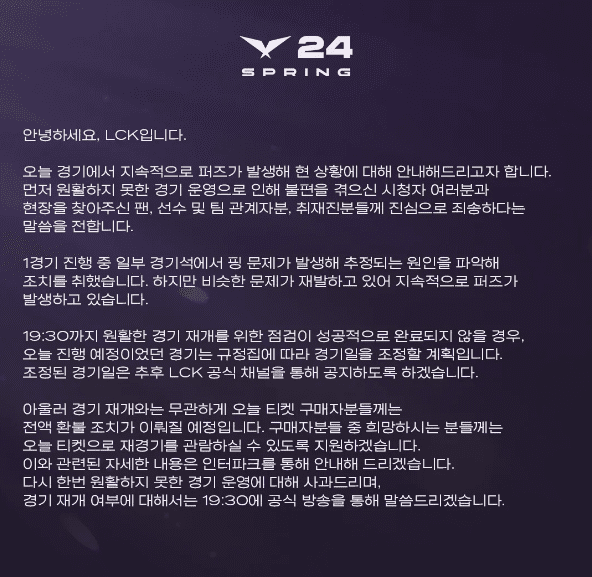 24
SPRING
안녕하세요, LCK입니다.
오늘 경기에서 지속적으로 퍼즈가 발생해 현 상황에 대해 안내해드리고자 합니다.
먼저 원활하지 못한 경기 운영으로 인해 불편을 겪으신 시청자 여러분과
현장을 찾아주신 팬, 선수 및 팀 관계자분, 취재진분들께 진심으로 죄송하다는
말씀을 전합니다.
1경기 진행 중 일부 경기석에서 핑 문제가 발생해 추정되는 원인을 파악해
조치를 취했습니다. 하지만 비슷한 문제가 재발하고 있어 지속적으로 퍼즈가
발생하고 있습니다.
19:30까지 원활한 경기 재개를 위한 점검이 성공적으로 완료되지 않을 경우,
오늘 진행 예정이었던 경기는 규정집에 따라 경기일을 조정할 계획입니다.
조정된 경기일은 추후 LCK 공식 채널을 통해 공지하도록 하겠습니다.
아울러 경기 재개와는 무관하게 오늘 티켓 구매자분들께는
전액 환불 조치가 이뤄질 예정입니다. 구매자분들 중 희망하시는 분들께는
오늘 티켓으로 재경기를 관람하실 수 있도록 지원하겠습니다.
이와 관련된 자세한 내용은 인터파크를 통해 안내해 드리겠습니다.
다시 한번 원활하지 못한 경기 운영에 대해 사과드리며,
경기 재개 여부에 대해서는 19:30에 공식 방송을 통해 말씀드리겠습니다.